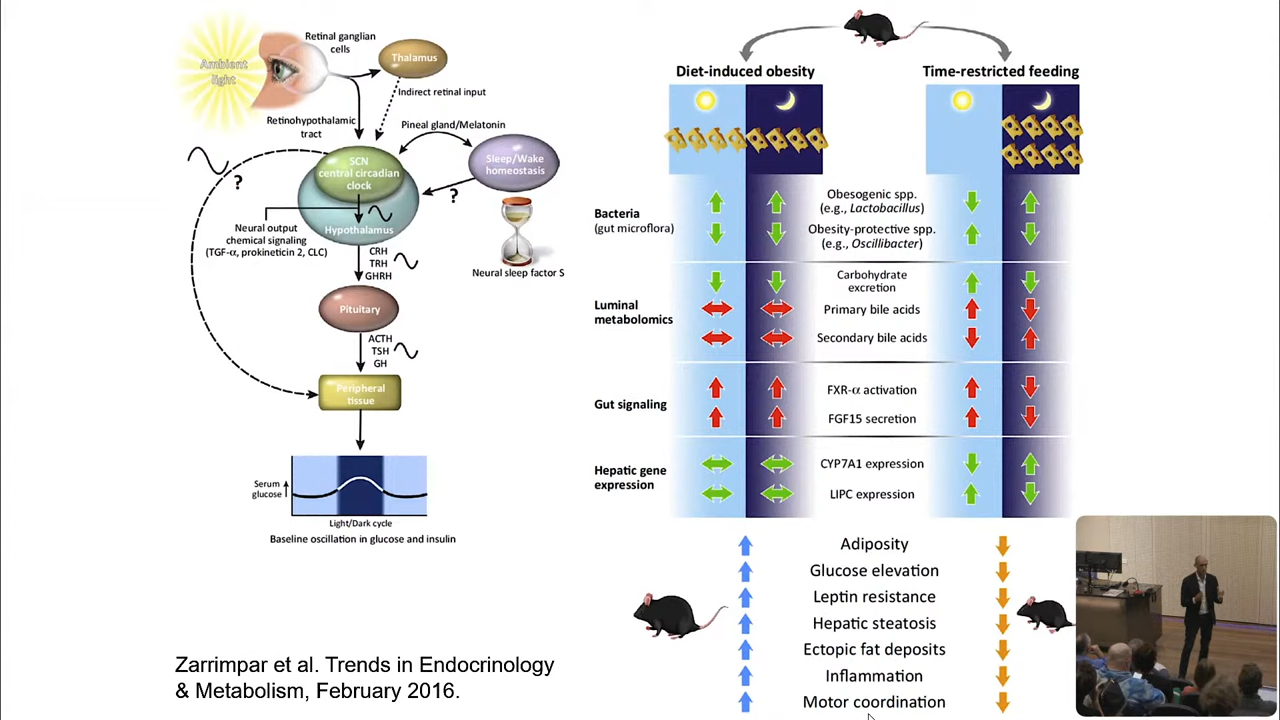 Ambient
light
Retinal ganglian
cells
Thalamus
Indirect retinal input
Retinohypothalamic
tract
Pineal gland/Melatonin
SCN
central circadian
clock
Sleep/Wake
homeostasis
?
?
Hypothalamus
Neural output
chemical signaling
(TGF-α, prokineticin 2, CLC)
Neural sleep factor S
CRH
TRH
GHRH
Pituitary
ACTH
TSH
GH
Peripheral
tissue
Serum
glucose
Light/Dark cycle
Baseline oscillation in glucose and insulin
Zarrimpar et al. Trends in Endocrinology
& Metabolism, February 2016.
Diet-induced obesity
Time-restricted feeding
Bacteria
(gut microflora)
Obesogenic spp.
(e.g., Lactobacillus)
Obesity-protective spp.
(e.g., Oscillibacter)
Luminal
metabolomics
Carbohydrate
excretion
Primary bile acids
Secondary bile acids
Gut signaling
FXR-α activation
FGF15 secretion
Hepatic gene
expression
CYP7A1 expression
LIPC expression
Adiposity
Glucose elevation
Leptin resistance
Hepatic steatosis
Ectopic fat deposits
Inflammation
Motor coordination